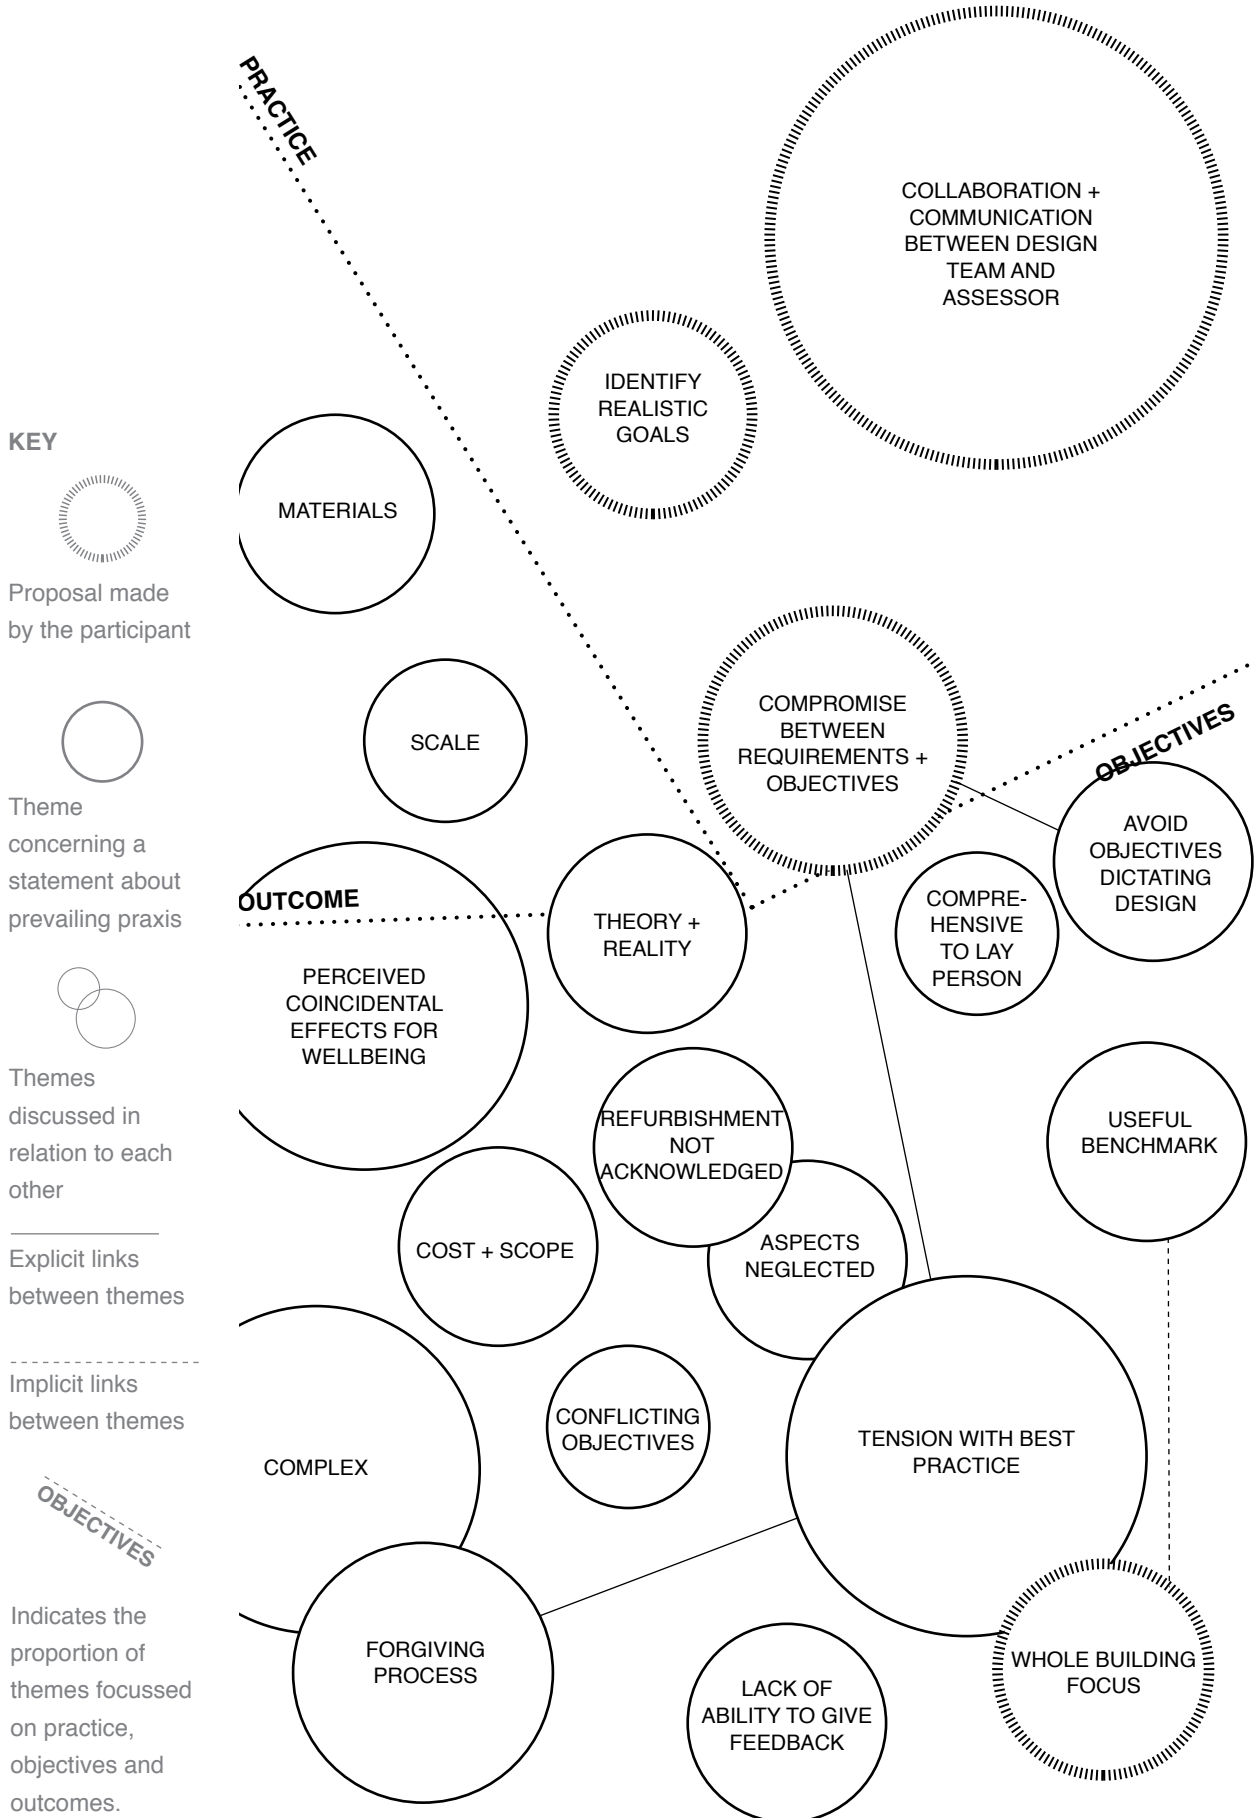 KEY
Proposal made
by the participant
Theme
concerning a
statement about
prevailing praxis
Themes
discussed in
relation to each
other
Explicit links
between themes
Implicit links
between themes
OBJECTIVES
Indicates the
proportion of
themes focussed
on practice,
objectives and
outcomes.
PRACTICE
COLLABORATION +
COMMUNICATION
BETWEEN DESIGN
TEAM AND
ASSESSOR
IDENTIFY
REALISTIC
GOALS
MATERIALS
SCALE
COMPROMISE
BETWEEN
REQUIREMENTS +
OBJECTIVES
OBJECTIVES
AVOID
OBJECTIVES
DICTATING
DESIGN
COMPRE-
HENSIVE
TO LAY
PERSON
OUTCOME
THEORY +
REALITY
PERCEIVED
COINCIDENTAL
EFFECTS FOR
WELLBEING
REFURBISHMENT
NOT
ACKNOWLEDGED
USEFUL
BENCHMARK
COST + SCOPE
ASPECTS
NEGLECTED
CONFLICTING
OBJECTIVES
TENSION WITH BEST
PRACTICE
COMPLEX
FORGIVING
PROCESS
LACK OF
ABILITY TO GIVE
FEEDBACK
WHOLE BUILDING
FOCUS